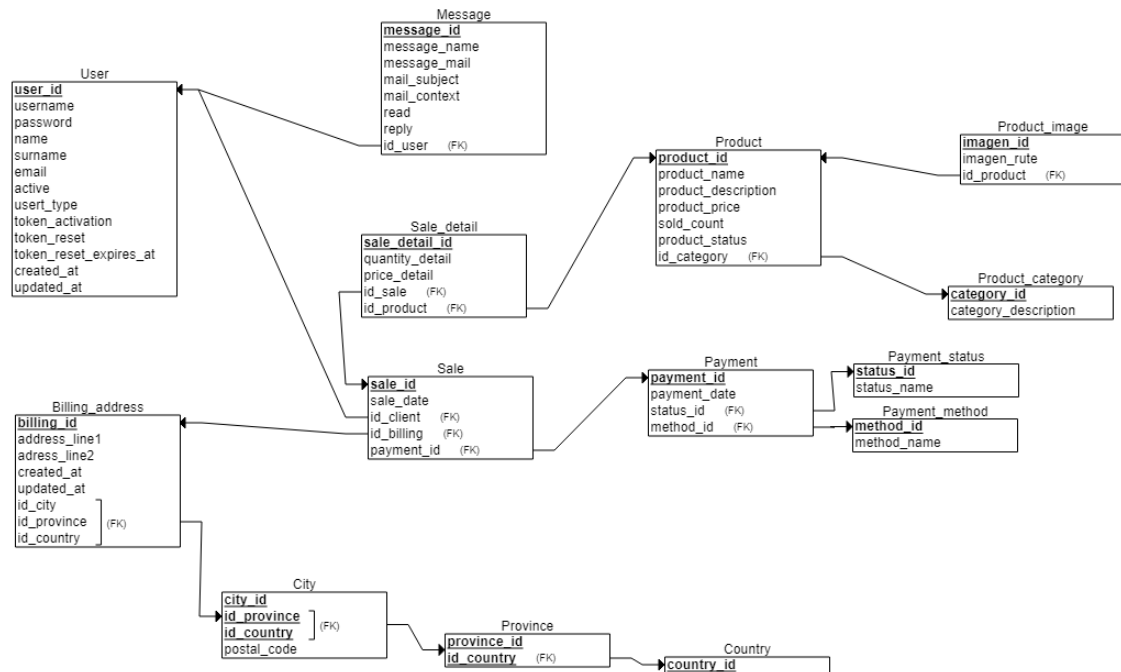 Message
message_id
message_name
message_mail
mail_subject
mail_context
read
reply
id_user (FK)
User
user_id
username
password
name
surname
email
active
usert_type
token_activation
token_reset
token_reset_expires_at
created_at
updated_at
Product_image
imagen_id
imagen_rute
id_product (FK)
Product
product_id
product_name
product_description
product_price
sold_count
product_status
id_category (FK)
Sale_detail
sale_detail_id
quantity_detail
price_detail
id_sale (FK)
id_product (FK)
Product_category
category_id
category_description
Sale
sale_id
sale_date
id_client (FK)
id_billing (FK)
payment_id (FK)
Payment
payment_id
payment_date
status_id (FK)
method_id (FK)
Payment_status
status_id
status_name
Payment_method
method_id
method_name
Billing_address
billing_id
address_line1
adress_line2
created_at
updated_at
id_city
id_province (FK)
id_country
City
city_id
id_province
id_country (FK)
postal_code
Province
province_id
id_country (FK)
Country
country_id